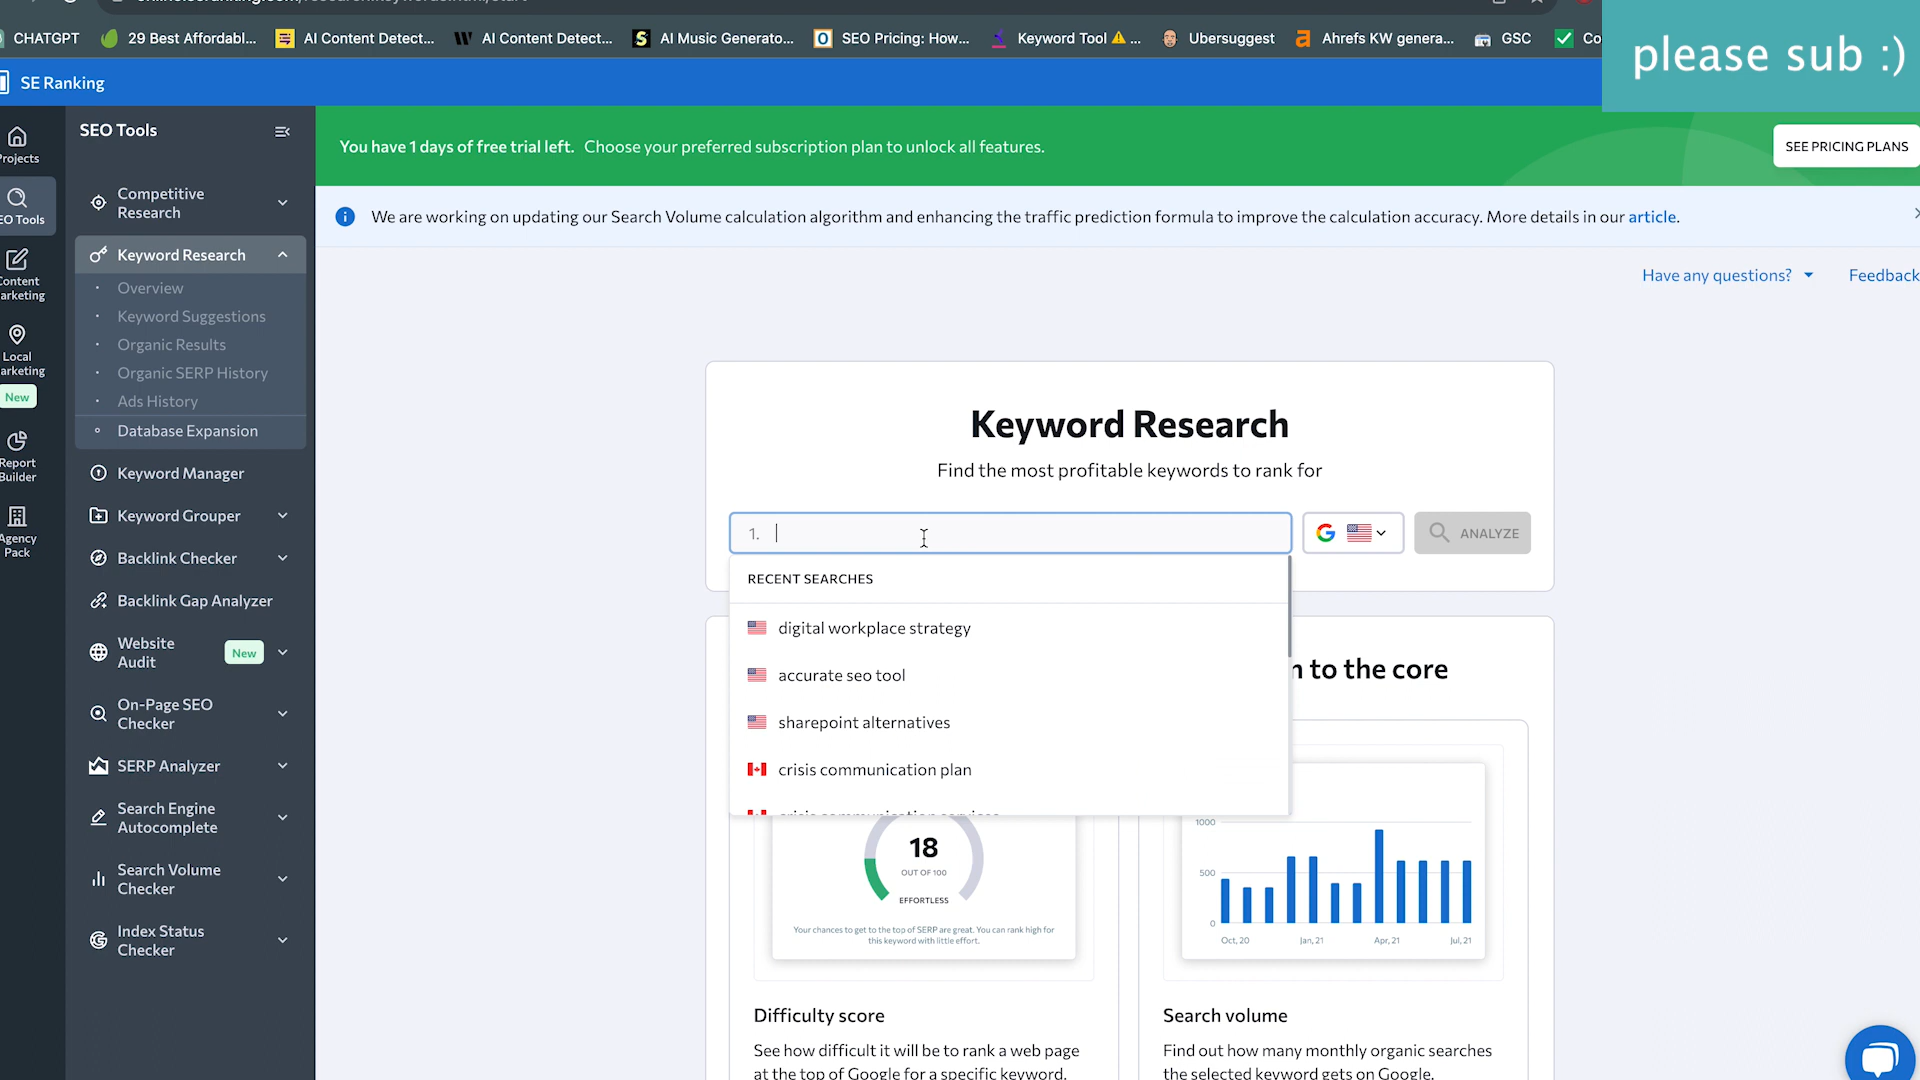 CHATGPT
29 Best Affordabl...
AI Content Detect...
AI Content Detect...
AI Music Generato...
SEO Pricing: How...
Keyword Tool ...
Ubersuggest
Ahrefs KW genera...
GSC
Co
please sub :)
SE Ranking
SEO Tools
You have 1 days of free trial left. Choose your preferred subscription plan to unlock all features.
SEE PRICING PLANS
We are working on updating our Search Volume calculation algorithm and enhancing the traffic prediction formula to improve the calculation accuracy. More details in our article.
Have any questions?
Feedback
rojects
EO Tools
ontent
arketing
Local
arketing
New
Report
Builder
Agency
Pack
Competitive
Research
Keyword Research
Overview
Keyword Suggestions
Organic Results
Organic SERP History
Ads History
Database Expansion
Keyword Manager
Keyword Grouper
Backlink Checker
Backlink Gap Analyzer
Website
Audit
New
On-Page SEO
Checker
SERP Analyzer
Search Engine
Autocomplete
Search Volume
Checker
Index Status
Checker
Keyword Research
Find the most profitable keywords to rank for
1.
ANALYZE
RECENT SEARCHES
digital workplace strategy
accurate seo tool
sharepoint alternatives
crisis communication plan
n to the core
18
OUT OF 100
EFFORTLESS
Your chances to get to the top of SERP are great. You can rank high for
this keyword with little effort.
1000
500
0
Oct, 20
Jan, 21
Apr, 21
Jul, 21
Difficulty score
See how difficult it will be to rank a web page
at the top of Google for a specific keyword.
Search volume
Find out how many monthly organic searches
the selected keyword gets on Google.